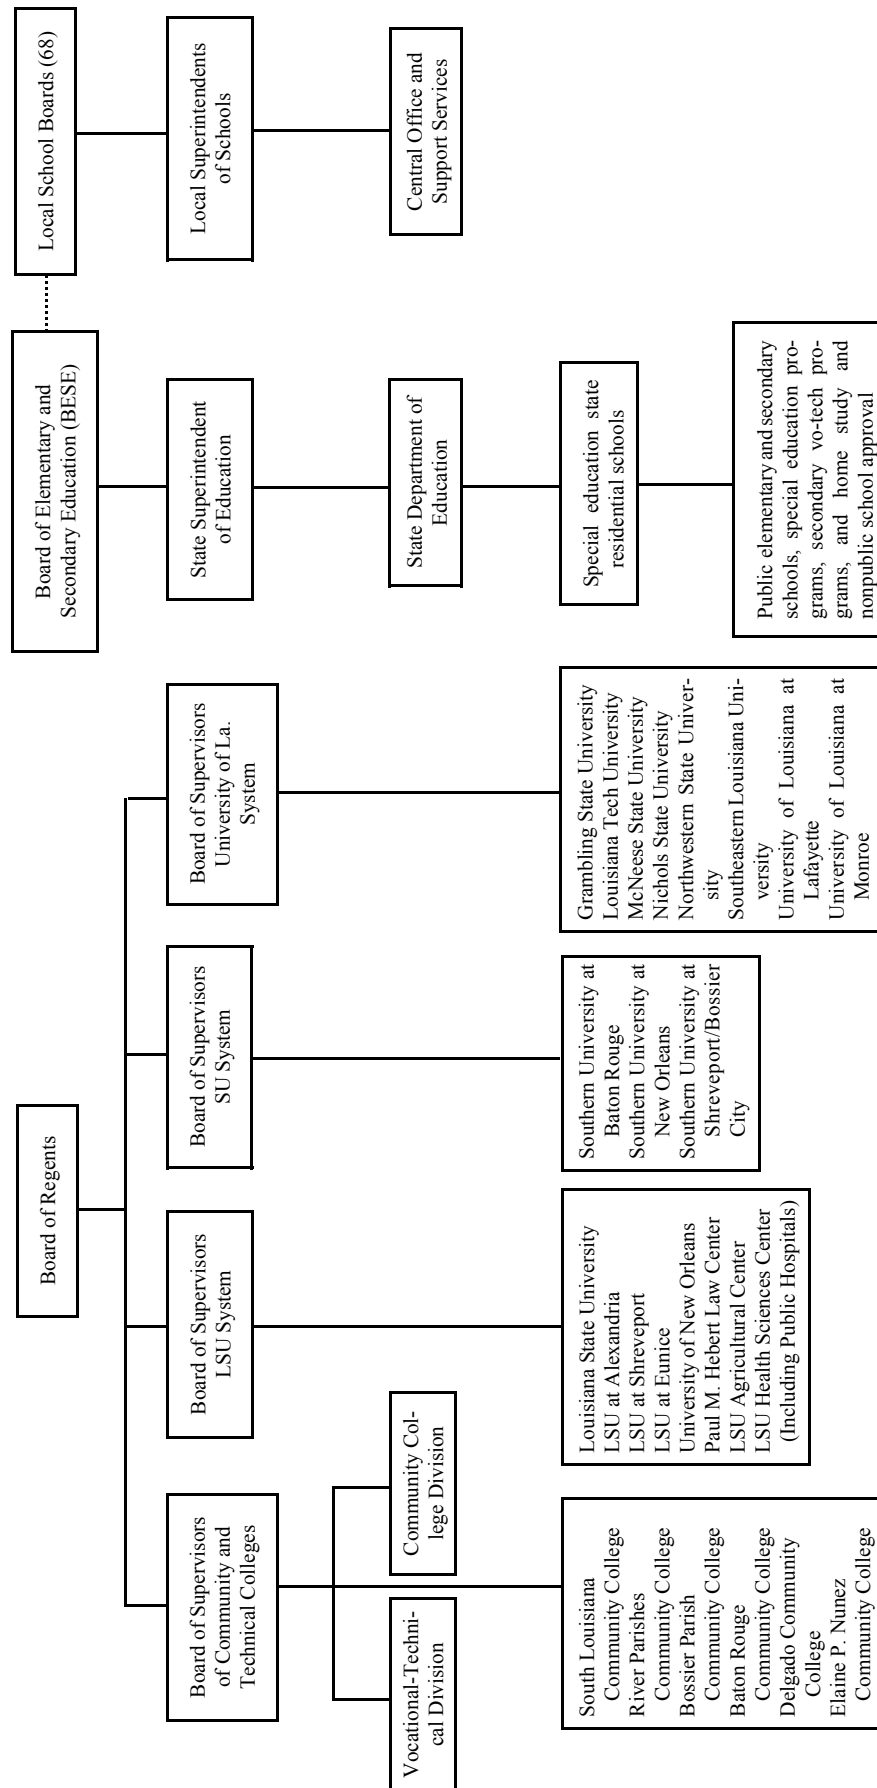 Board of Regents
Board of Supervisors
of Community and
Technical Colleges
Vocational-Techni-
cal Division
Community Col-
lege Division
South Louisiana
Community College
River Parishes
Community College
Bossier Parish
Community College
Baton Rouge
Community College
Delgado Community
College
Elaine P. Nunez
Community College
Board of Supervisors
LSU System
Louisiana State University
LSU at Alexandria
LSU at Shreveport
LSU at Eunice
University of New Orleans
Paul M. Hebert Law Center
LSU Agricultural Center
LSU Health Sciences Center
(Including Public Hospitals)
Board of Supervisors
SU System
Southern University at
Baton Rouge
Southern University at
New Orleans
Southern University at
Shreveport/Bossier
City
Board of Supervisors
University of La.
System
Grambling State University
Louisiana Tech University
McNeese State University
Nichols State University
Northwestern State Univer-
sity
Southeastern Louisiana Uni-
versity
University of Louisiana at
Lafayette
University of Louisiana at
Monroe
Board of Elementary and
Secondary Education (BESE)
State Superintendent
of Education
State Department of
Education
Special education state
residential schools
Public elementary and secondary
schools, special education pro-
grams, secondary vo-tech pro-
grams, and home study and
nonpublic school approval
Local School Boards (68)
Local Superintendents
of Schools
Central Office and
Support Services